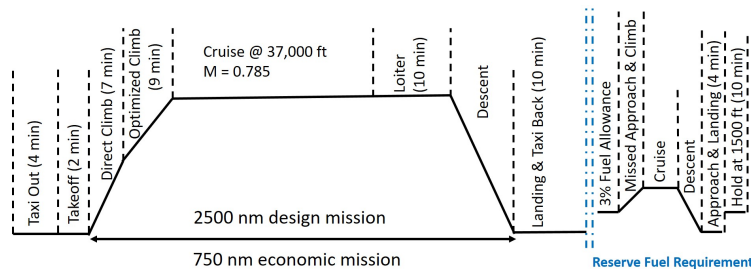 Taxi Out (4 min)
Takeoff (2 min)
Direct Climb (7 min)
Optimized Climb
(9 min)
Cruise @ 37,000 ft
M = 0.785
Loiter
(10 min)
Descent
Landing & Taxi Back (10 min)
3% Fuel Allowance
Missed Approach & Climb
Cruise
Descent
Approach & Landing (4 min)
Hold at 1500 ft (10 min)
2500 nm design mission
750 nm economic mission
Reserve Fuel Requirement